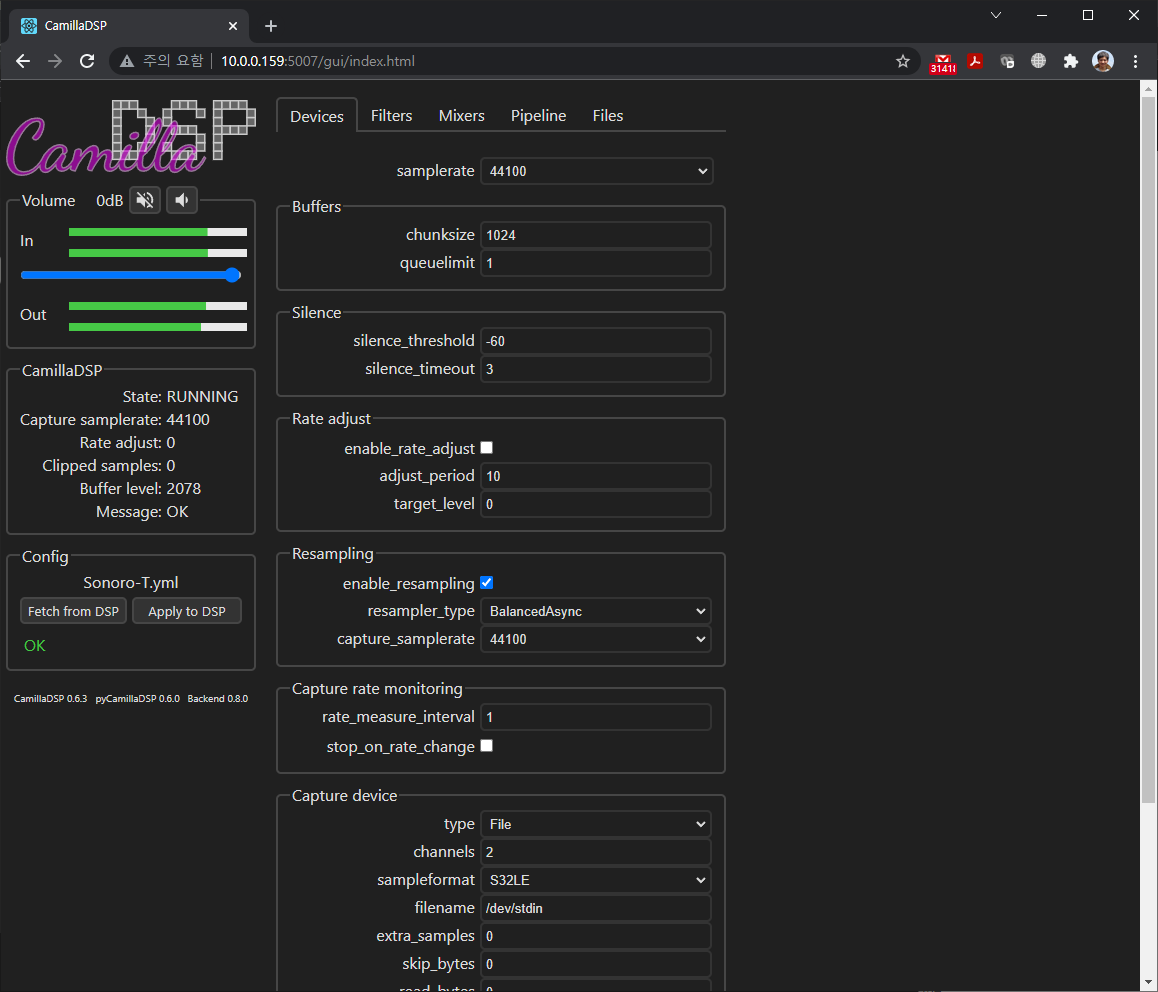 CamillaDSP
주의 요함 10.0.0.159:5007/gui/index.html
Camilla DSP
Volume 0dB
In
Out
CamillaDSP
State: RUNNING
Capture samplerate: 44100
Rate adjust: 0
Clipped samples: 0
Buffer level: 2078
Message: OK
Config
Sonoro-T.yml
Fetch from DSP Apply to DSP
OK
CamillaDSP 0.6.3 pyCamillaDSP 0.6.0 Backend 0.8.0
Devices Filters Mixers Pipeline Files
samplerate 44100
Buffers
chunksize 1024
queuelimit 1
Silence
silence_threshold -60
silence_timeout 3
Rate adjust
enable_rate_adjust
adjust_period 10
target_level 0
Resampling
enable_resampling
resampler_type BalancedAsync
capture_samplerate 44100
Capture rate monitoring
rate_measure_interval 1
stop_on_rate_change
Capture device
type File
channels 2
sampleformat S32LE
filename /dev/stdin
extra_samples 0
skip_bytes 0
read_bytes 0